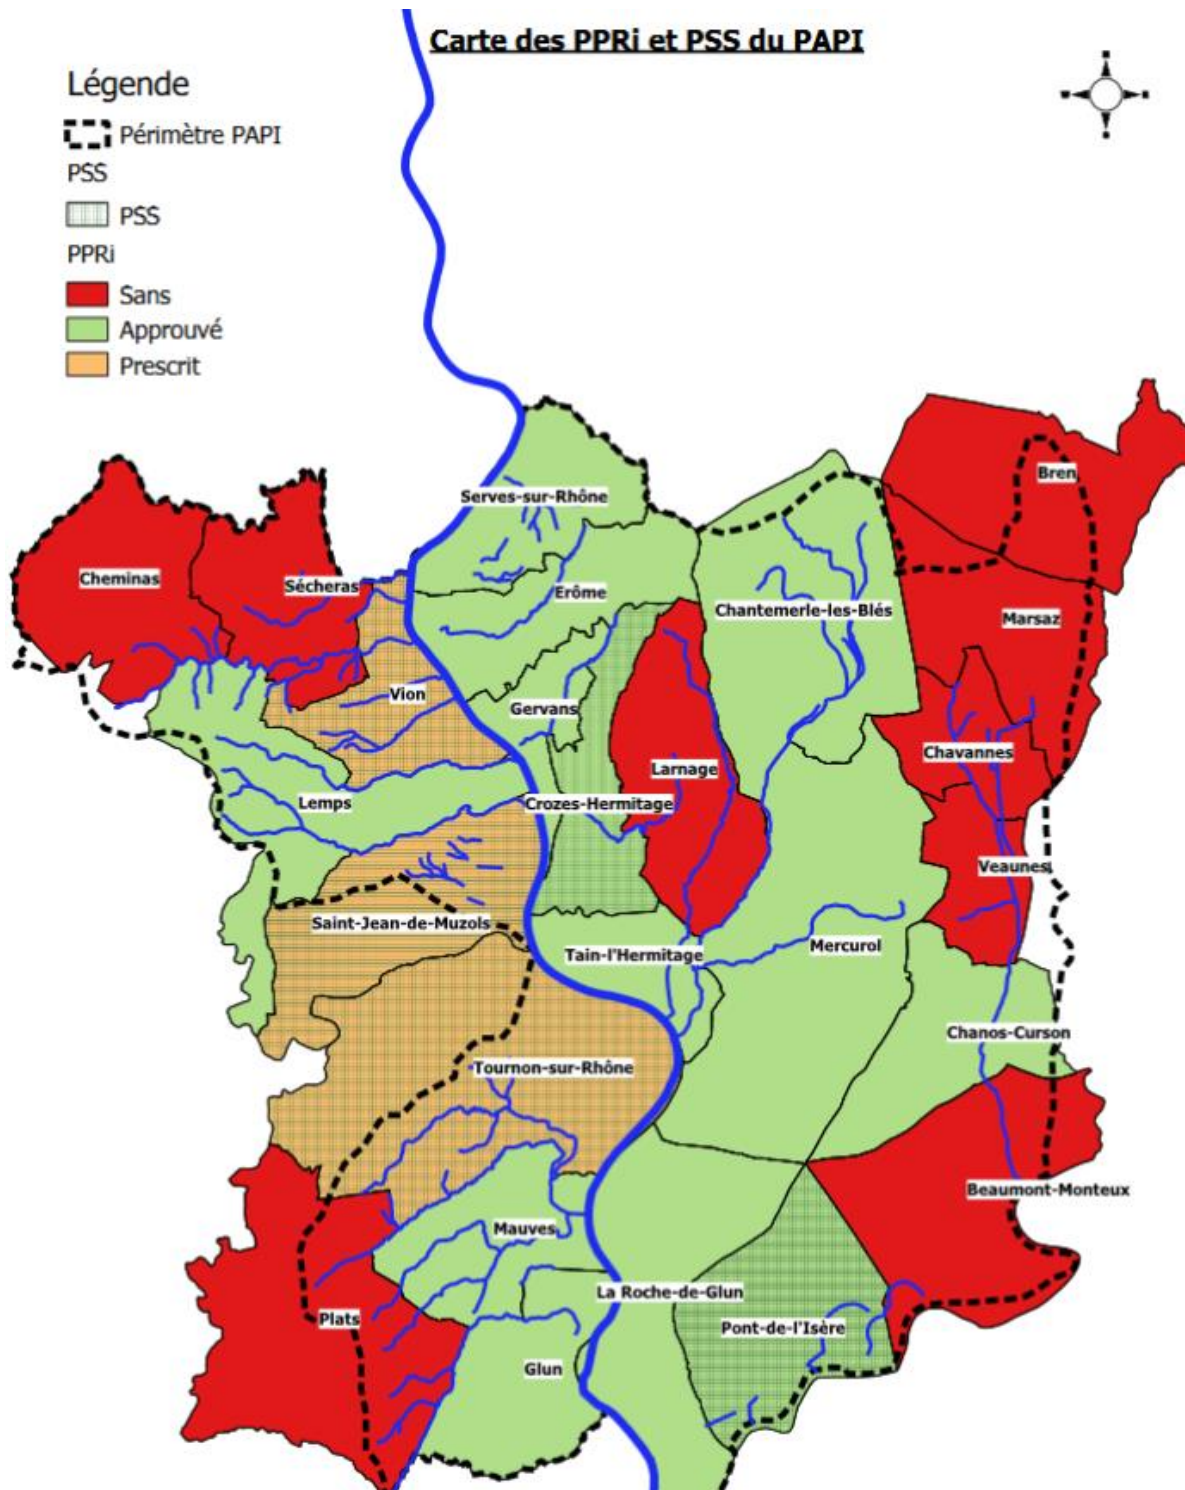 Carte des PPRi et PSS du PAPI
Légende
Périmètre PAPI
PSS
PSS
PPRi
Sans
Approuvé
Prescrit
Bren
Serves-sur-Rhône
Cheminas
Sécheras
Erôme
Chantemerle-les-Blés
Marsaz
Vion
Gervans
Chavannes
Larnage
Lemps
Crozes-Hermitage
Veaunes
Saint-Jean-de-Muzols
Tain-l'Hermitage
Mercurol
Chanos-Curson
Tournon-sur-Rhône
Beaumont-Monteux
Mauves
La Roche-de-Glun
Plats
Pont-de-l'Isère
Glun